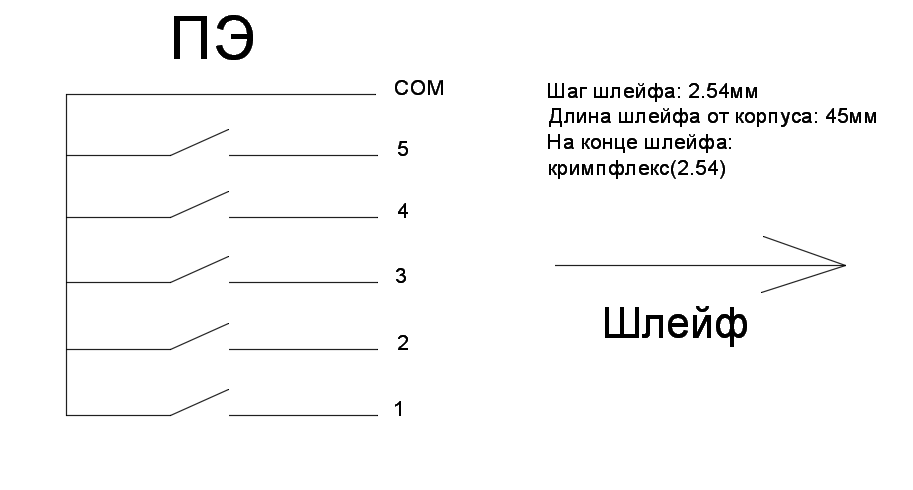 ПЭ
COM
5
4
3
2
1
Шаг шлейфа: 2.54мм
Длина шлейфа от корпуса: 45мм
На конце шлейфа:
кримпфлекс(2.54)
Шлейф